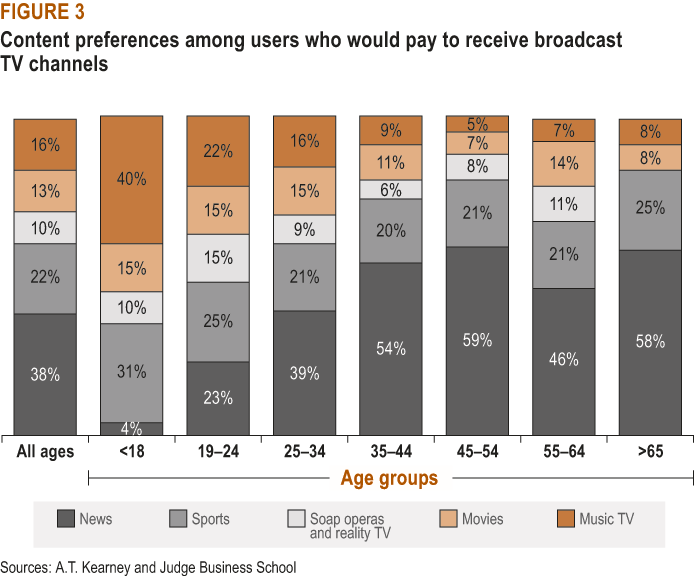 FIGURE 3
Content preferences among users who would pay to receive broadcast
TV channels
16% 40% 22% 16% 9% 5% 7% 8%
13% 15% 15% 15% 11% 7% 14% 8%
10% 10% 15% 9% 6% 8% 11%
22% 31% 25% 21% 20% 21% 21% 25%
38% 4% 23% 39% 54% 59% 46% 58%
All ages <18 19–24 25–34 35–44 45–54 55–64 >65
Age groups
News Sports Soap operas and reality TV Movies Music TV
Sources: A.T. Kearney and Judge Business School